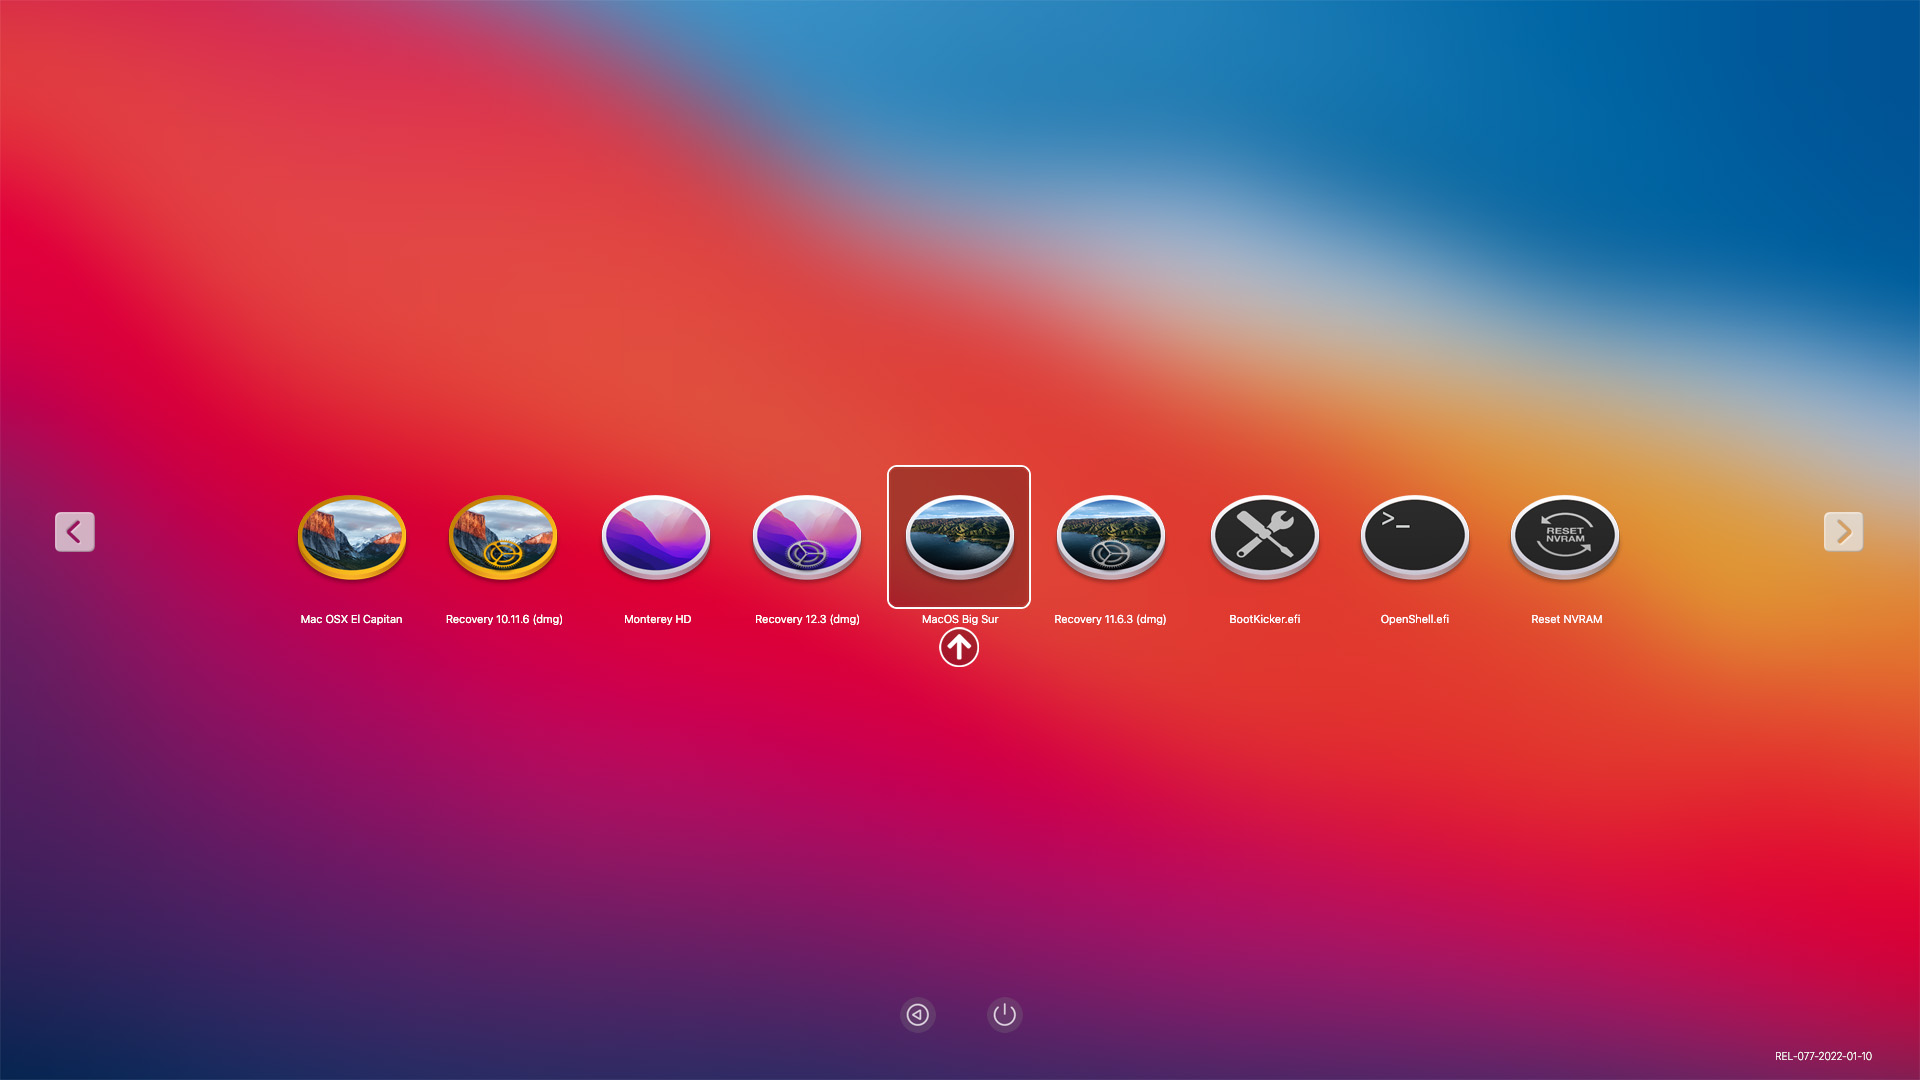 >_
RESET
NVRAM
Mac OSX El Capitan
Recovery 10.11.6 (dmg)
Monterey HD
Recovery 12.3 (dmg)
MacOS Big Sur
Recovery 11.6.3 (dmg)
BootKicker.efi
OpenShell.efi
Reset NVRAM
REL-077-2022-01-10